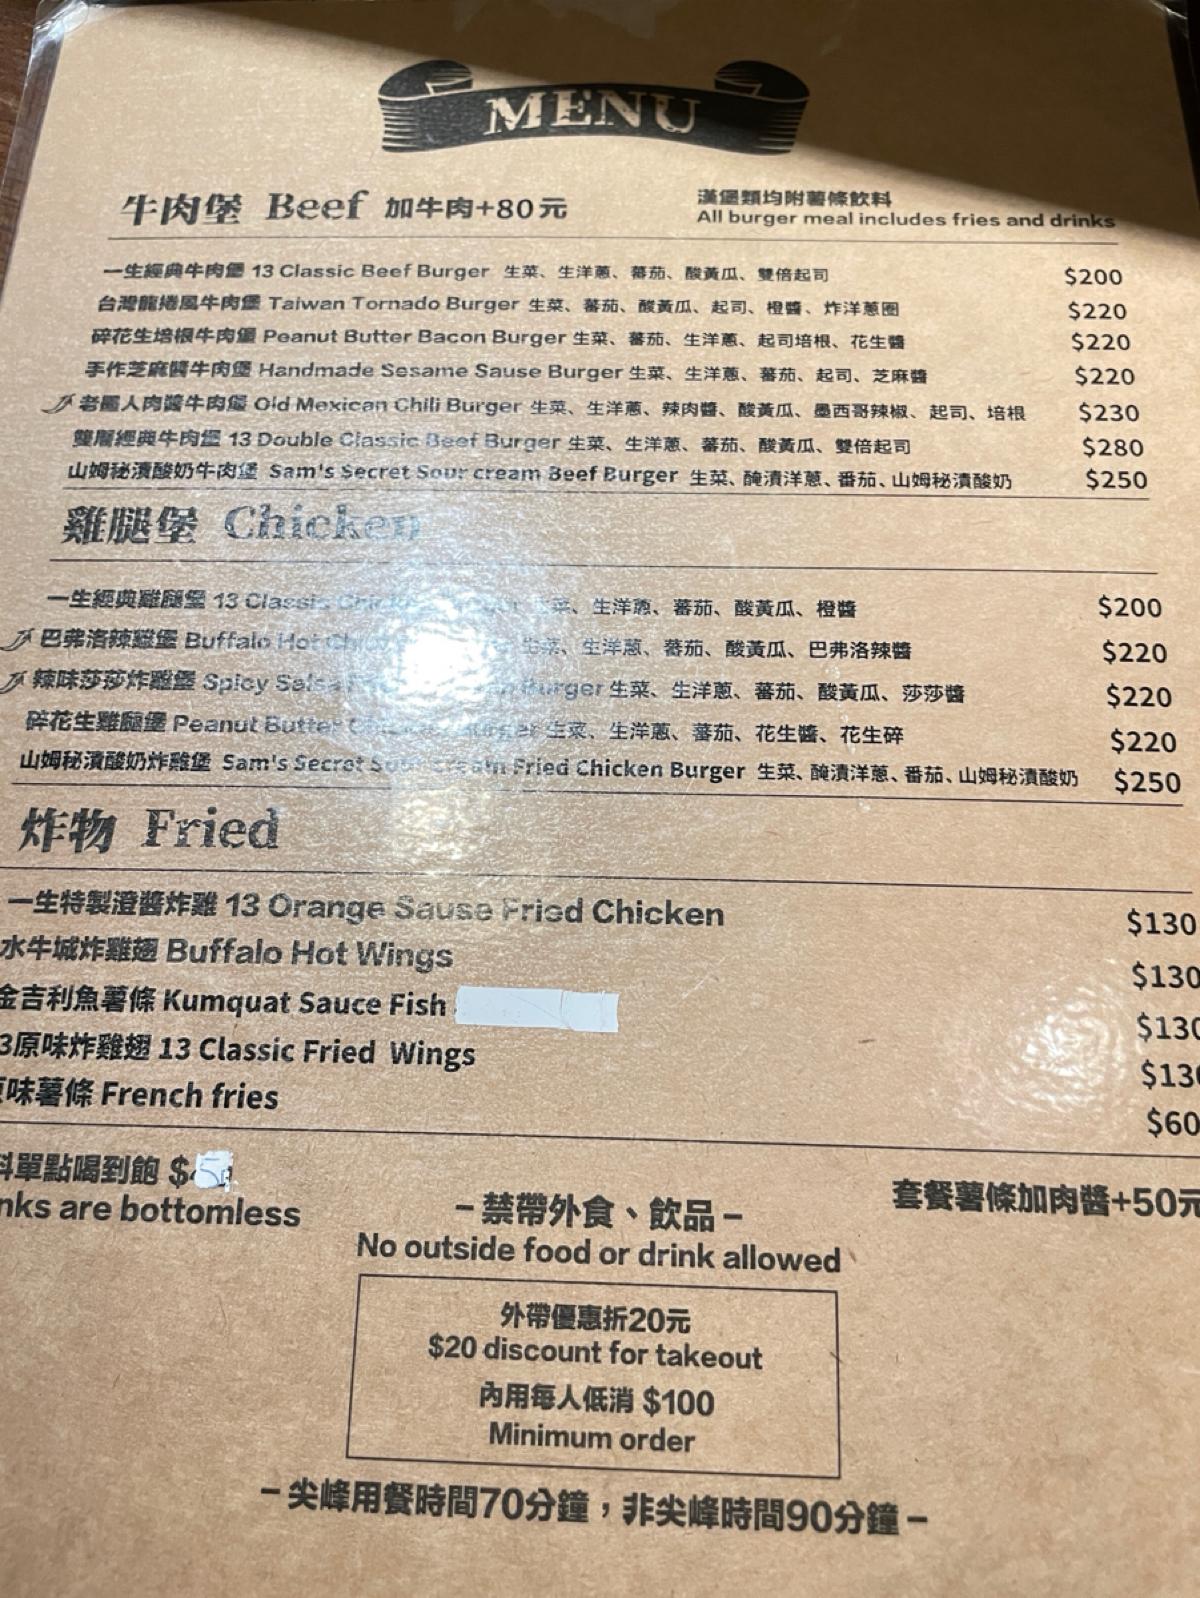 MENU
牛肉堡 Beef 加牛肉+80元
漢堡類均附薯條飲料
All burger meal includes fries and drinks
一生經典牛肉堡 13 Classic Beef Burger 生菜、生洋蔥、蕃茄、酸黃瓜、雙倍起司 $200
台灣龍捲風牛肉堡 Taiwan Tornado Burger 生菜、蕃茄、酸黃瓜、起司、橙醬、炸洋蔥圈 $220
碎花生培根牛肉堡 Peanut Butter Bacon Burger 生菜、蕃茄、生洋蔥、起司培根、花生醬 $220
手作芝麻醬牛肉堡 Handmade Sesame Sause Burger 生菜、生洋蔥、蕃茄、起司、芝麻醬 $220
老墨人肉醬牛肉堡 Old Mexican Chili Burger 生菜、生洋蔥、辣肉醬、酸黃瓜、墨西哥辣椒、起司、培根 $230
雙層經典牛肉堡 13 Double Classic Beef Burger 生菜、生洋蔥、蕃茄、酸黃瓜、雙倍起司 $280
山姆秘漬酸奶牛肉堡 Sam's Secret Sour cream Beef Burger 生菜、醃漬洋蔥、番茄、山姆秘漬酸奶 $250
雞腿堡 Chicken
一生經典雞腿堡 13 Classic 生菜、生洋蔥、蕃茄、酸黃瓜、橙醬 $200
巴弗洛辣雞堡 Buffalo Hot 生菜、生洋蔥、蕃茄、酸黃瓜、巴弗洛辣醬 $220
辣味莎莎炸雞堡 Spicy Salsa Burger 生菜、生洋蔥、蕃茄、酸黃瓜、莎莎醬 $220
碎花生雞腿堡 Peanut Butter Burger 生菜、生洋蔥、蕃茄、花生醬、花生碎 $220
山姆秘漬酸奶炸雞堡 Sam's Secret Sour cream Fried Chicken Burger 生菜、醃漬洋蔥、番茄、山姆秘漬酸奶 $250
炸物 Fried
一生特製澄醬炸雞 13 Orange Sause Fried Chicken $130
水牛城炸雞翅 Buffalo Hot Wings $130
金吉利魚薯條 Kumquat Sauce Fish $130
3原味炸雞翅 13 Classic Fried Wings $130
味薯條 French fries $60
料單點喝到飽 $50
nks are bottomless
－禁帶外食、飲品－
No outside food or drink allowed
套餐薯條加肉醬+50元
外帶優惠折20元
$20 discount for takeout
內用每人低消 $100
Minimum order
－尖峰用餐時間70分鐘，非尖峰時間90分鐘－